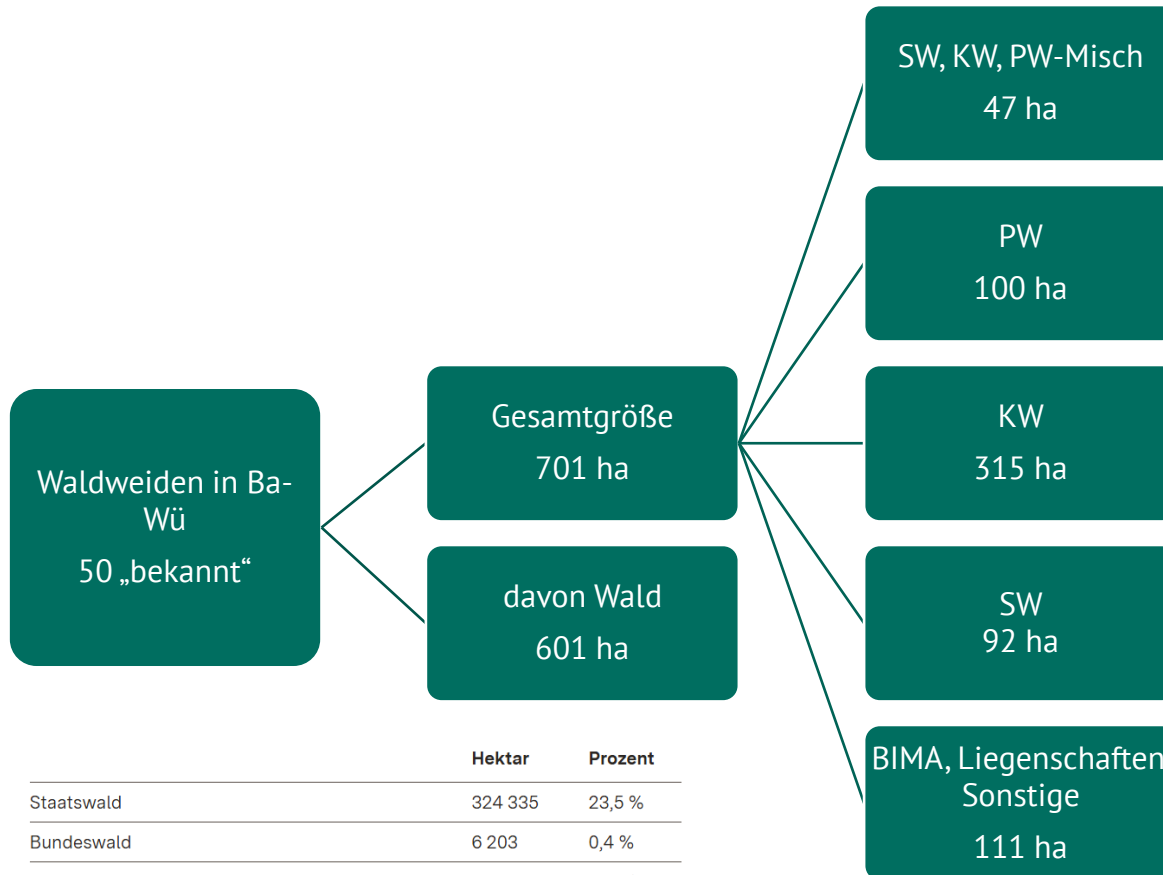 SW, KW, PW-Misch
47 ha
PW
100 ha
Gesamtgröße
701 ha
KW
315 ha
Waldweiden in Ba-
Wü
50 „bekannt“
davon Wald
601 ha
SW
92 ha
BIMA, Liegenschaften
Sonstige
111 ha
Hektar Prozent
Staatswald 324 335 23,5 %
Bundeswald 6 203 0,4 %